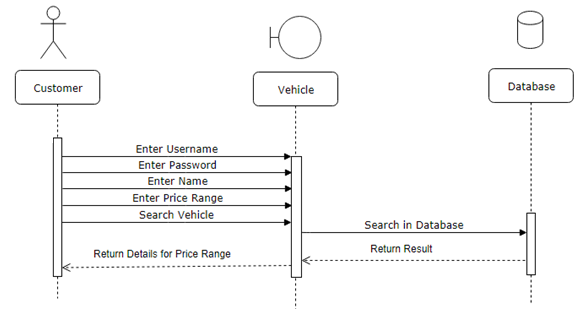 Customer
Vehicle
Database
Enter Username
Enter Password
Enter Name
Enter Price Range
Search Vehicle
Search in Database
Return Result
Return Details for Price Range